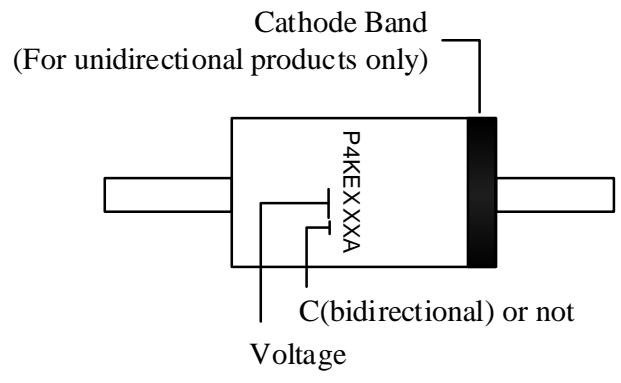 Cathode Band
(For unidirectional products only)
P4KEXXXA
C(bidirectional) or not
Voltage